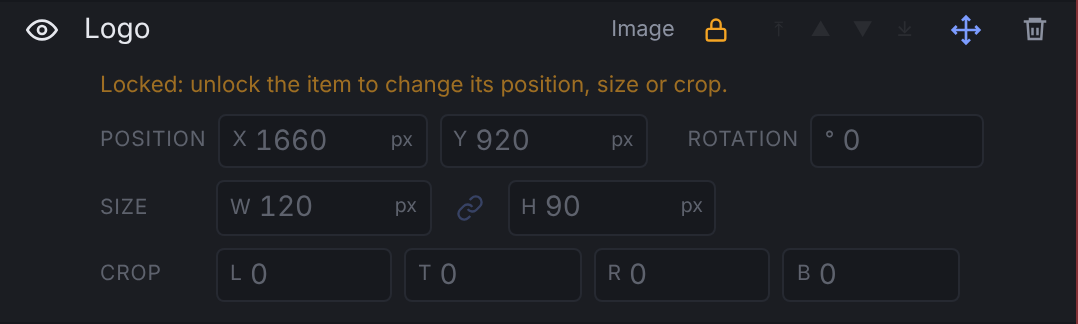 Logo Image
Locked: unlock the item to change its position, size or crop.
POSITION X 1660 px Y 920 px ROTATION ° 0
SIZE W 120 px H 90 px
CROP L 0 T 0 R 0 B 0